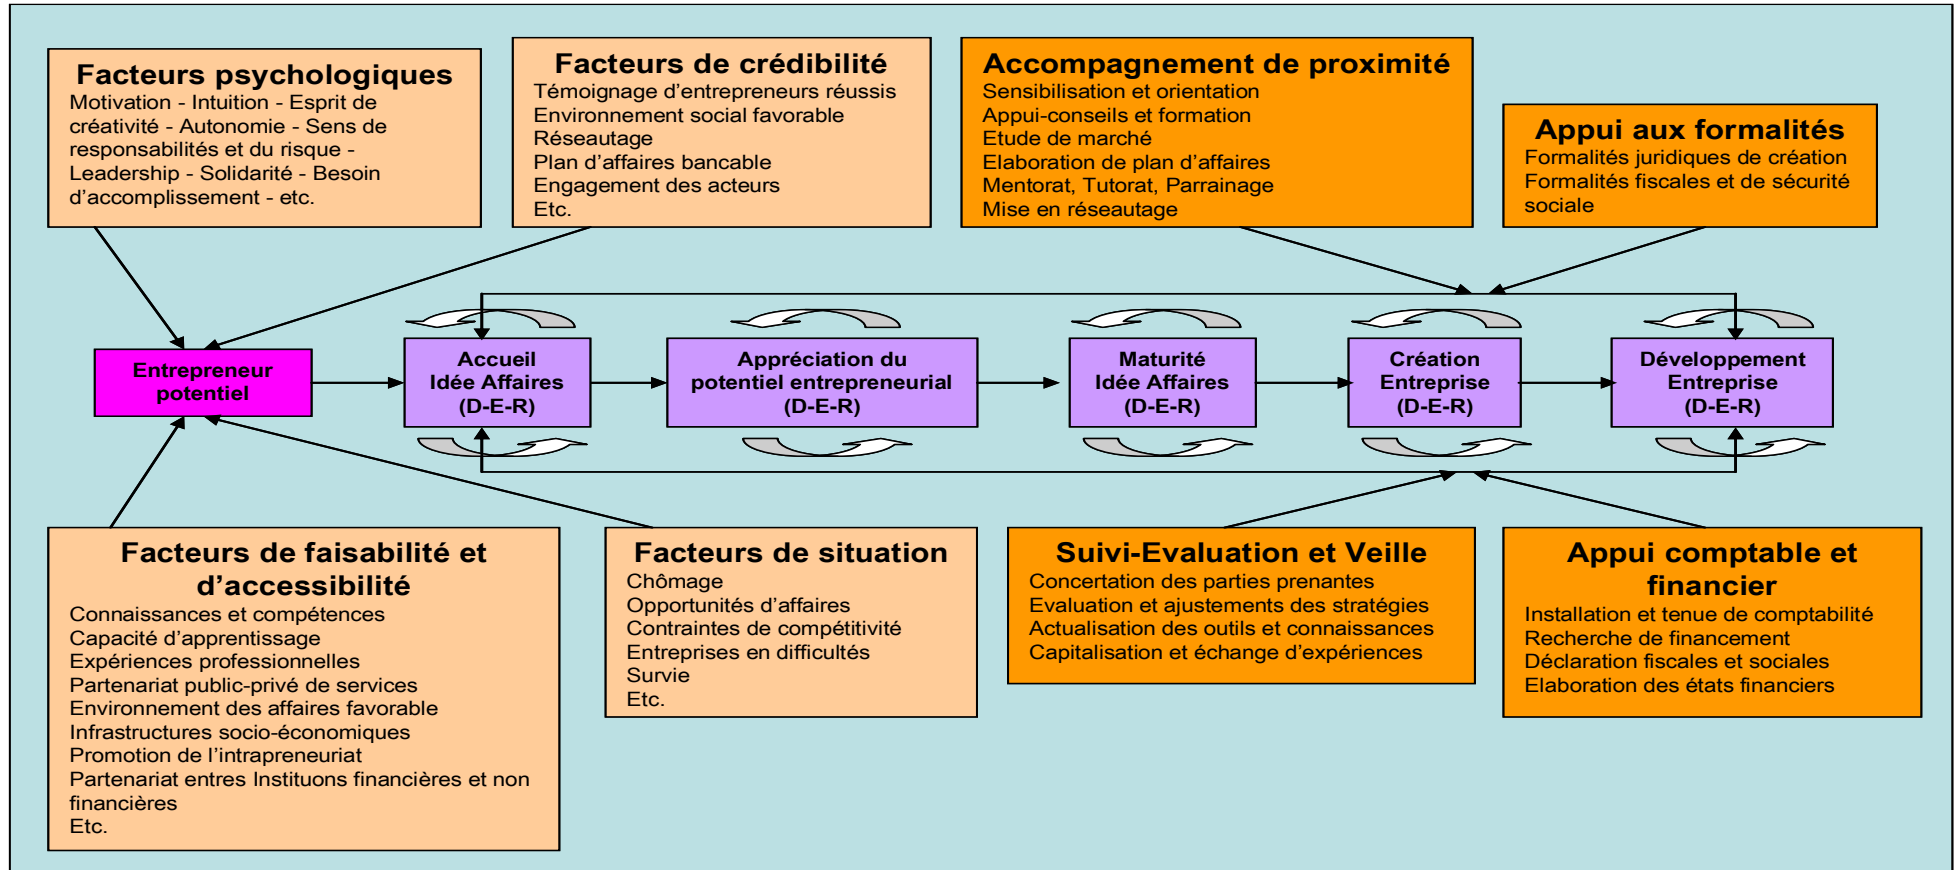 Facteurs psychologiques
Motivation - Intuition - Esprit de
créativité - Autonomie - Sens de
responsabilités et du risque -
Leadership - Solidarité - Besoin
d'accomplissement - etc.
Facteurs de crédibilité
Témoignage d'entrepreneurs réussis
Environnement social favorable
Réseautage
Plan d'affaires bancable
Engagement des acteurs
Etc.
Accompagnement de proximité
Sensibilisation et orientation
Appui-conseils et formation
Etude de marché
Elaboration de plan d'affaires
Mentorat, Tutorat, Parrainage
Mise en réseautage
Appui aux formalités
Formalités juridiques de création
Formalités fiscales et de sécurité
sociale
Entrepreneur
potentiel
Accueil
Idée Affaires
(D-E-R)
Appréciation du
potentiel entrepreneurial
(D-E-R)
Maturité
Idée Affaires
(D-E-R)
Création
Entreprise
(D-E-R)
Développement
Entreprise
(D-E-R)
Facteurs de faisabilité et
d'accessibilité
Connaissances et compétences
Capacité d'apprentissage
Expériences professionnelles
Partenariat public-privé de services
Environnement des affaires favorable
Infrastructures socio-économiques
Promotion de l'intrapreneuriat
Partenariat entres Instituons financières et non
financières
Etc.
Facteurs de situation
Chômage
Opportunités d'affaires
Contraintes de compétitivité
Entreprises en difficultés
Survie
Etc.
Suivi-Evaluation et Veille
Concertation des parties prenantes
Evaluation et ajustements des stratégies
Actualisation des outils et connaissances
Capitalisation et échange d'expériences
Appui comptable et
financier
Installation et tenue de comptabilité
Recherche de financement
Déclaration fiscales et sociales
Elaboration des états financiers